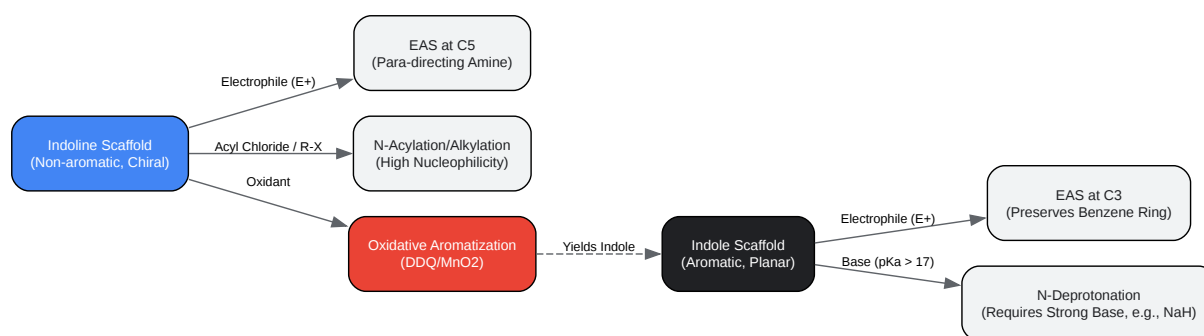 EAS at C5
(Para-directing Amine)
Electrophile (E+)
Indoline Scaffold
(Non-aromatic, Chiral)
Acyl Chloride / R-X
N-Acylation/Alkylation
(High Nucleophilicity)
Oxidant
Oxidative Aromatization
(DDQ/MnO2)
Yields Indole
Indole Scaffold
(Aromatic, Planar)
Electrophile (E+)
EAS at C3
(Preserves Benzene Ring)
Base (pKa > 17)
N-Deprotonation
(Requires Strong Base, e.g., NaH)